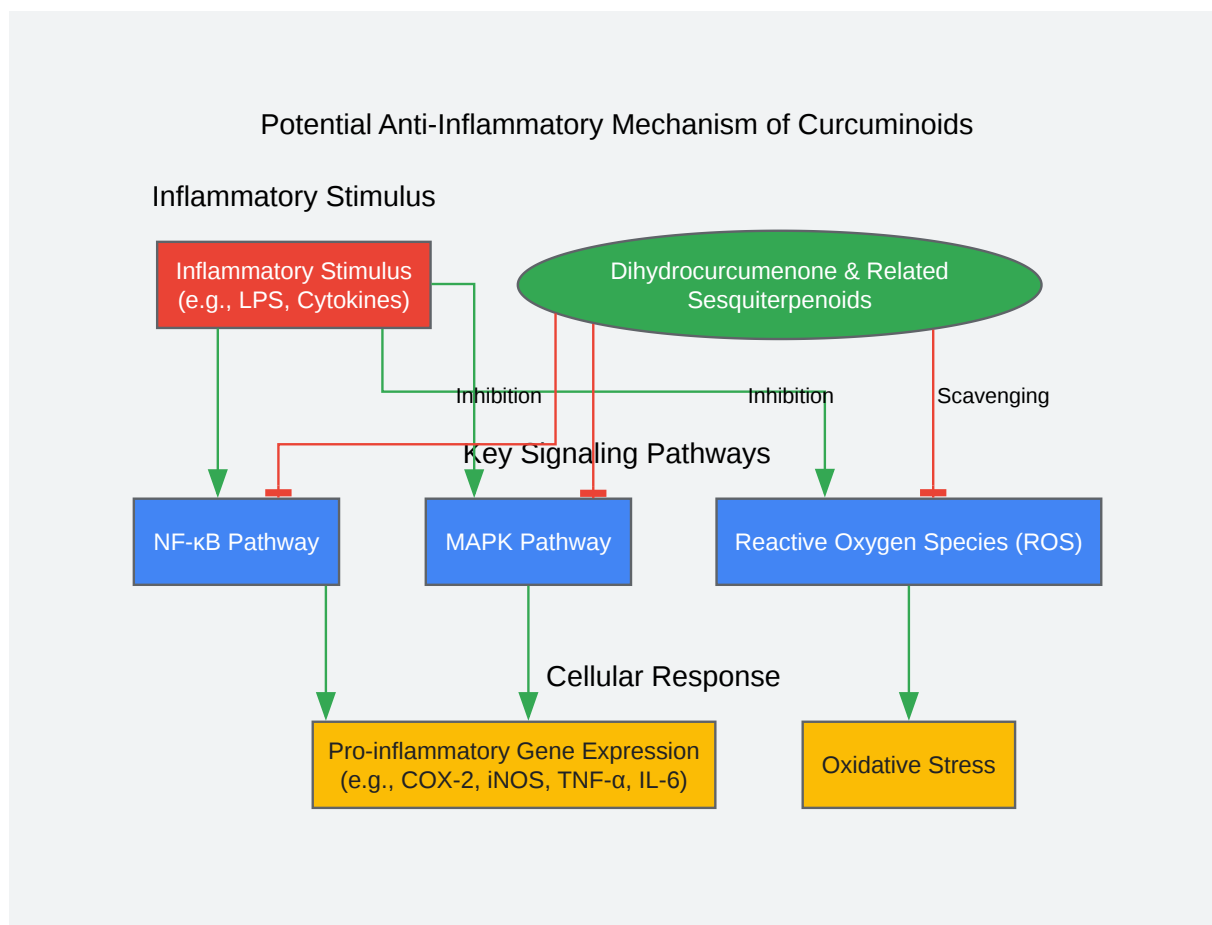 Potential Anti-Inflammatory Mechanism of Curcuminoids
Inflammatory Stimulus
Inflammatory Stimulus
(e.g., LPS, Cytokines)
Dihydrocurcumenone & Related
Sesquiterpenoids
Inhibition
Inhibition
Scavenging
Key Signaling Pathways
NF-κB Pathway
MAPK Pathway
Reactive Oxygen Species (ROS)
Cellular Response
Pro-inflammatory Gene Expression
(e.g., COX-2, iNOS, TNF-α, IL-6)
Oxidative Stress